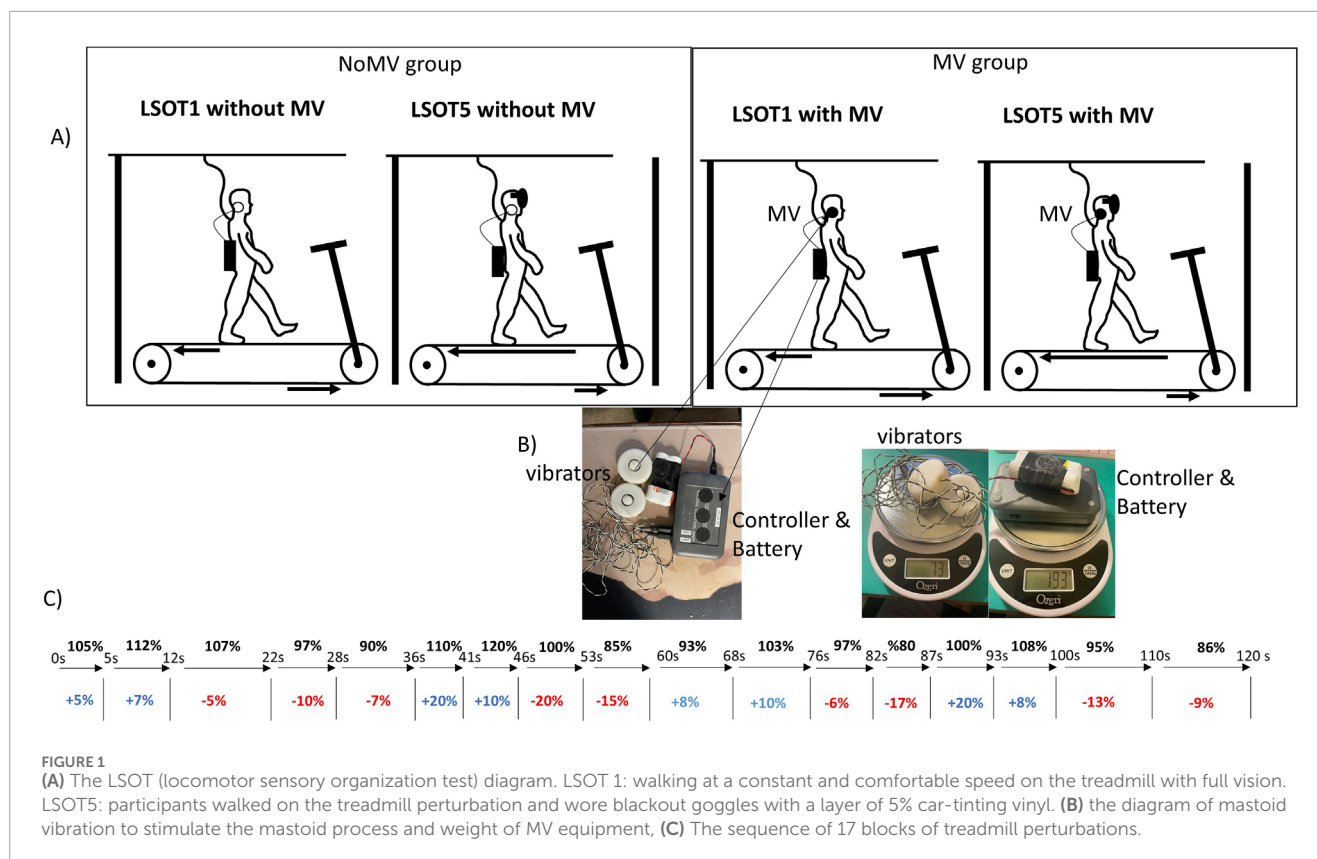 NoMV group
MV group
LSOT1 without MV
LSOT5 without MV
LSOT1 with MV
LSOT5 with MV
A)
MV
MV
B)
vibrators
Controller &
Battery
vibrators
Controller &
Battery
UNIT
73
Ozeri
UNIT
193
Ozeri
C)
105% 112% 107% 97% 90% 110% 120% 100% 85% 93% 103% 97% %80 100% 108% 95% 86%
0s 5s 12s 22s 28s 36s 41s 46s 53s 60s 68s 76s 82s 87s 93s 100s 110s 120 s
+5% +7% -5% -10% -7% +20% +10% -20% -15% +8% +10% -6% -17% +20% +8% -13% -9%
FIGURE 1
(A) The LSOT (locomotor sensory organization test) diagram. LSOT 1: walking at a constant and comfortable speed on the treadmill with full vision.
LSOT5: participants walked on the treadmill perturbation and wore blackout goggles with a layer of 5% car-tinting vinyl. (B) the diagram of mastoid
vibration to stimulate the mastoid process and weight of MV equipment, (C) The sequence of 17 blocks of treadmill perturbations.